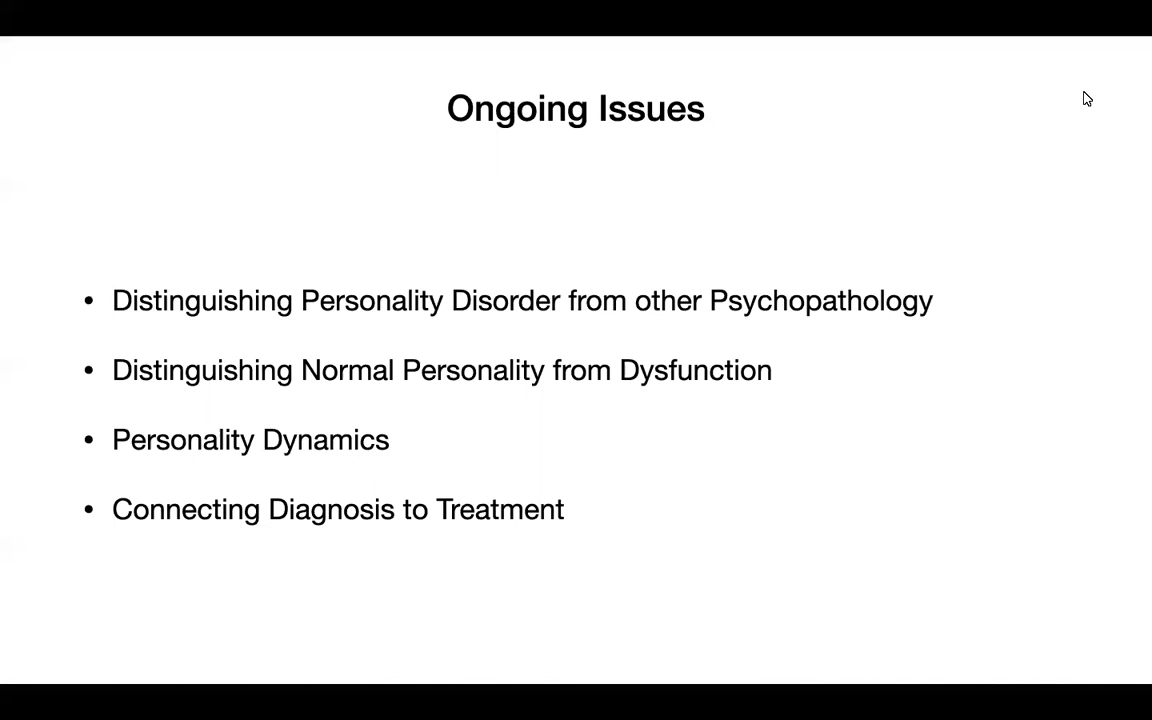 Ongoing Issues
• Distinguishing Personality Disorder from other Psychopathology
• Distinguishing Normal Personality from Dysfunction
• Personality Dynamics
• Connecting Diagnosis to Treatment